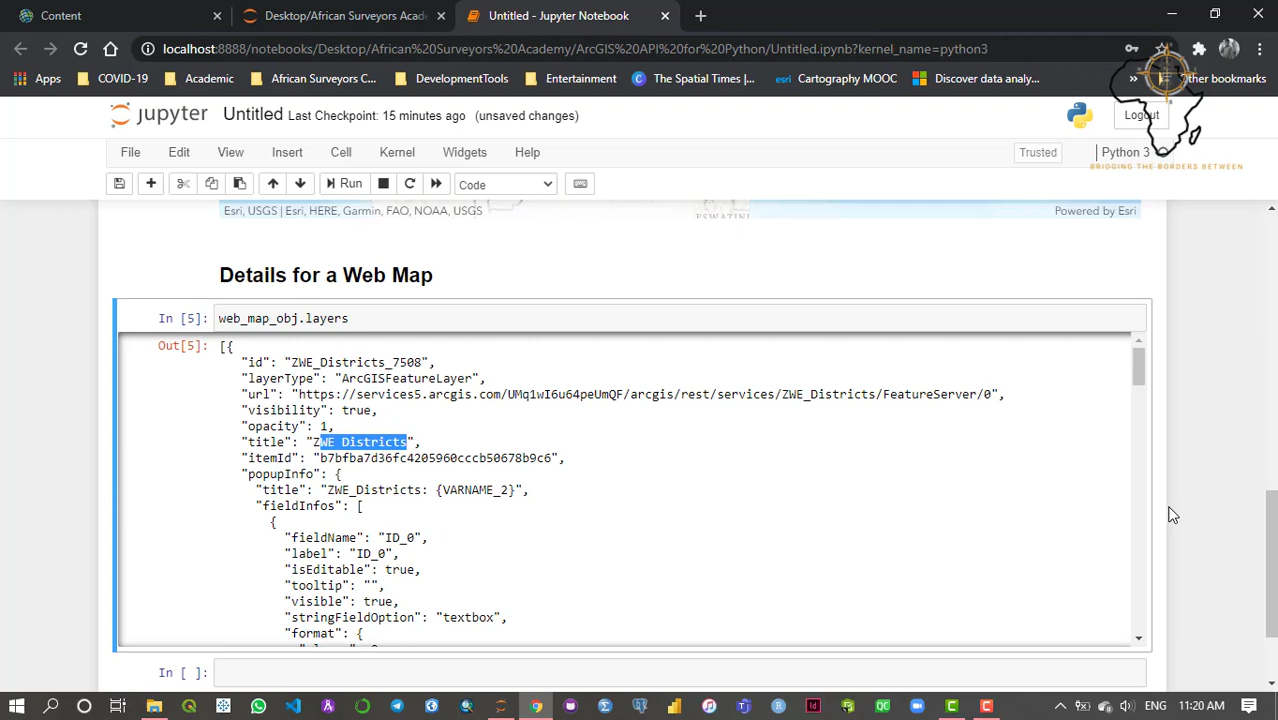 Content
Desktop/African Surveyors Acade
Untitled - Jupyter Notebook
localhost:8888/notebooks/Desktop/African%20Surveyors%20Academy/ArcGIS%20API%20for%20Python/Untitled.ipynb?kernel_name=python3
Apps COVID-19 Academic African Surveyors C... DevelopmentTools Entertainment The Spatial Times |... esri Cartography MOOC Discover data analy... » Other bookmarks
jupyter Untitled Last Checkpoint: 15 minutes ago (unsaved changes) Logout
BRIDGING THE BORDERS BETWEEN
File Edit View Insert Cell Kernel Widgets Help Trusted Python 3
Run Code
Esri, USGS | Esri, HERE, Garmin, FAO, NOAA, USGS ESWATINI Powered by Esri
Details for a Web Map
In [5]: web_map_obj.layers
Out[5]: [{
"id": "ZWE_Districts_7508",
"layerType": "ArcGISFeatureLayer",
"url": "https://services5.arcgis.com/UMq1wI6u64peUmQF/arcgis/rest/services/ZWE_Districts/FeatureServer/0",
"visibility": true,
"opacity": 1,
"title": "ZWE_Districts",
"itemId": "b7bfba7d36fc4205960cccb50678b9c6",
"popupInfo": {
"title": "ZWE_Districts: {VARNAME_2}",
"fieldInfos": [
{
"fieldName": "ID_0",
"label": "ID_0",
"isEditable": true,
"tooltip": "",
"visible": true,
"stringFieldOption": "textbox",
"format": {
In [ ]:
ENG 11:20 AM